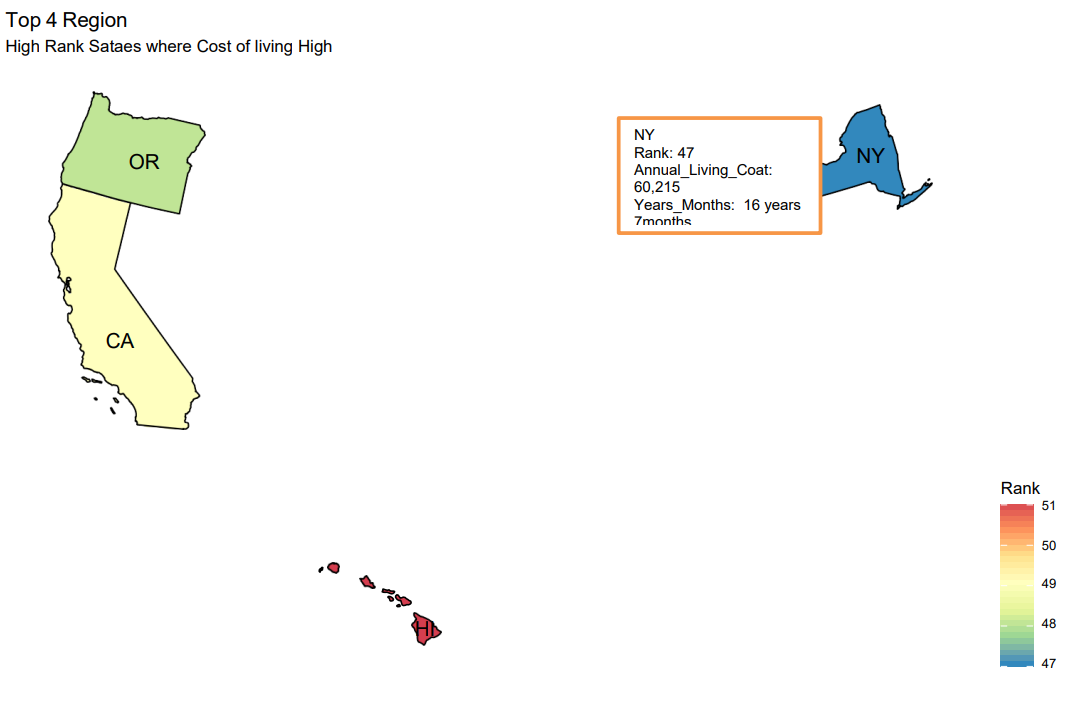 Top 4 Region
High Rank Sataes where Cost of living High
OR
NY
Rank: 47
Annual_Living_Coat:
60,215
Years_Months:  16 years
7months
NY
CA
HI
Rank
51
50
49
48
47